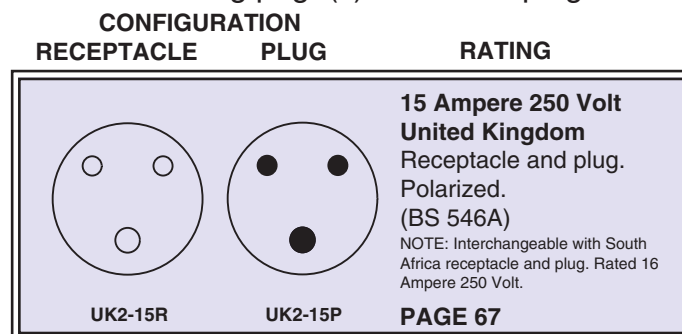 CONFIGURATION
RECEPTACLE PLUG RATING
15 Ampere 250 Volt
United Kingdom
Receptacle and plug.
Polarized.
(BS 546A)
NOTE: Interchangeable with South
Africa receptacle and plug. Rated 16
Ampere 250 Volt.
UK2-15R UK2-15P PAGE 67